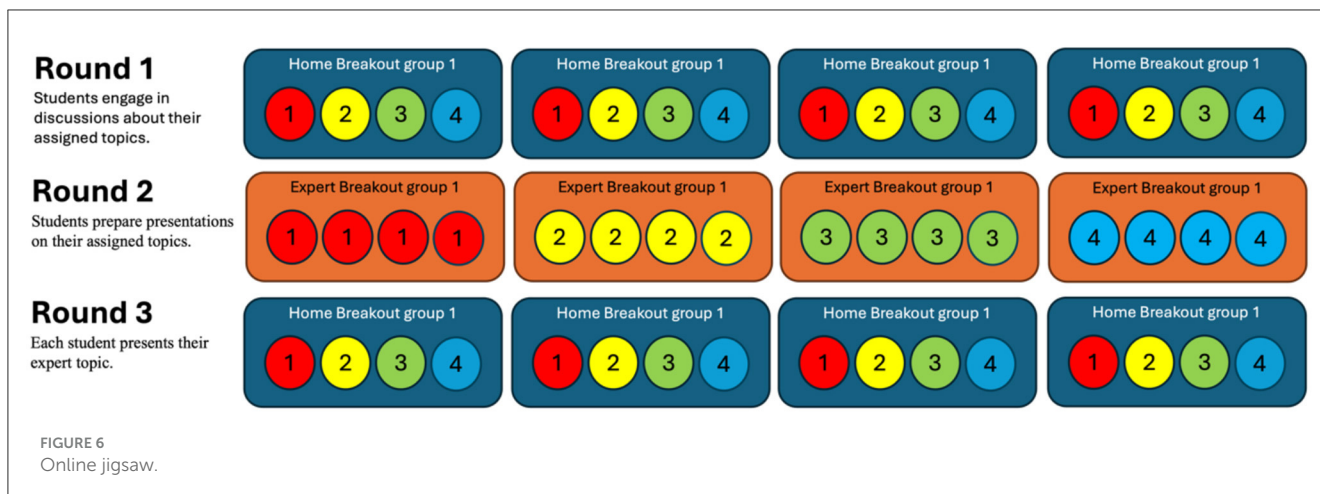 Round 1
Students engage in
discussions about their
assigned topics.
Home Breakout group 1
1 2 3 4
Home Breakout group 1
1 2 3 4
Home Breakout group 1
1 2 3 4
Home Breakout group 1
1 2 3 4
Round 2
Students prepare presentations
on their assigned topics.
Expert Breakout group 1
1 1 1 1
Expert Breakout group 1
2 2 2 2
Expert Breakout group 1
3 3 3 3
Expert Breakout group 1
4 4 4 4
Round 3
Each student presents their
expert topic.
Home Breakout group 1
1 2 3 4
Home Breakout group 1
1 2 3 4
Home Breakout group 1
1 2 3 4
Home Breakout group 1
1 2 3 4
FIGURE 6
Online jigsaw.